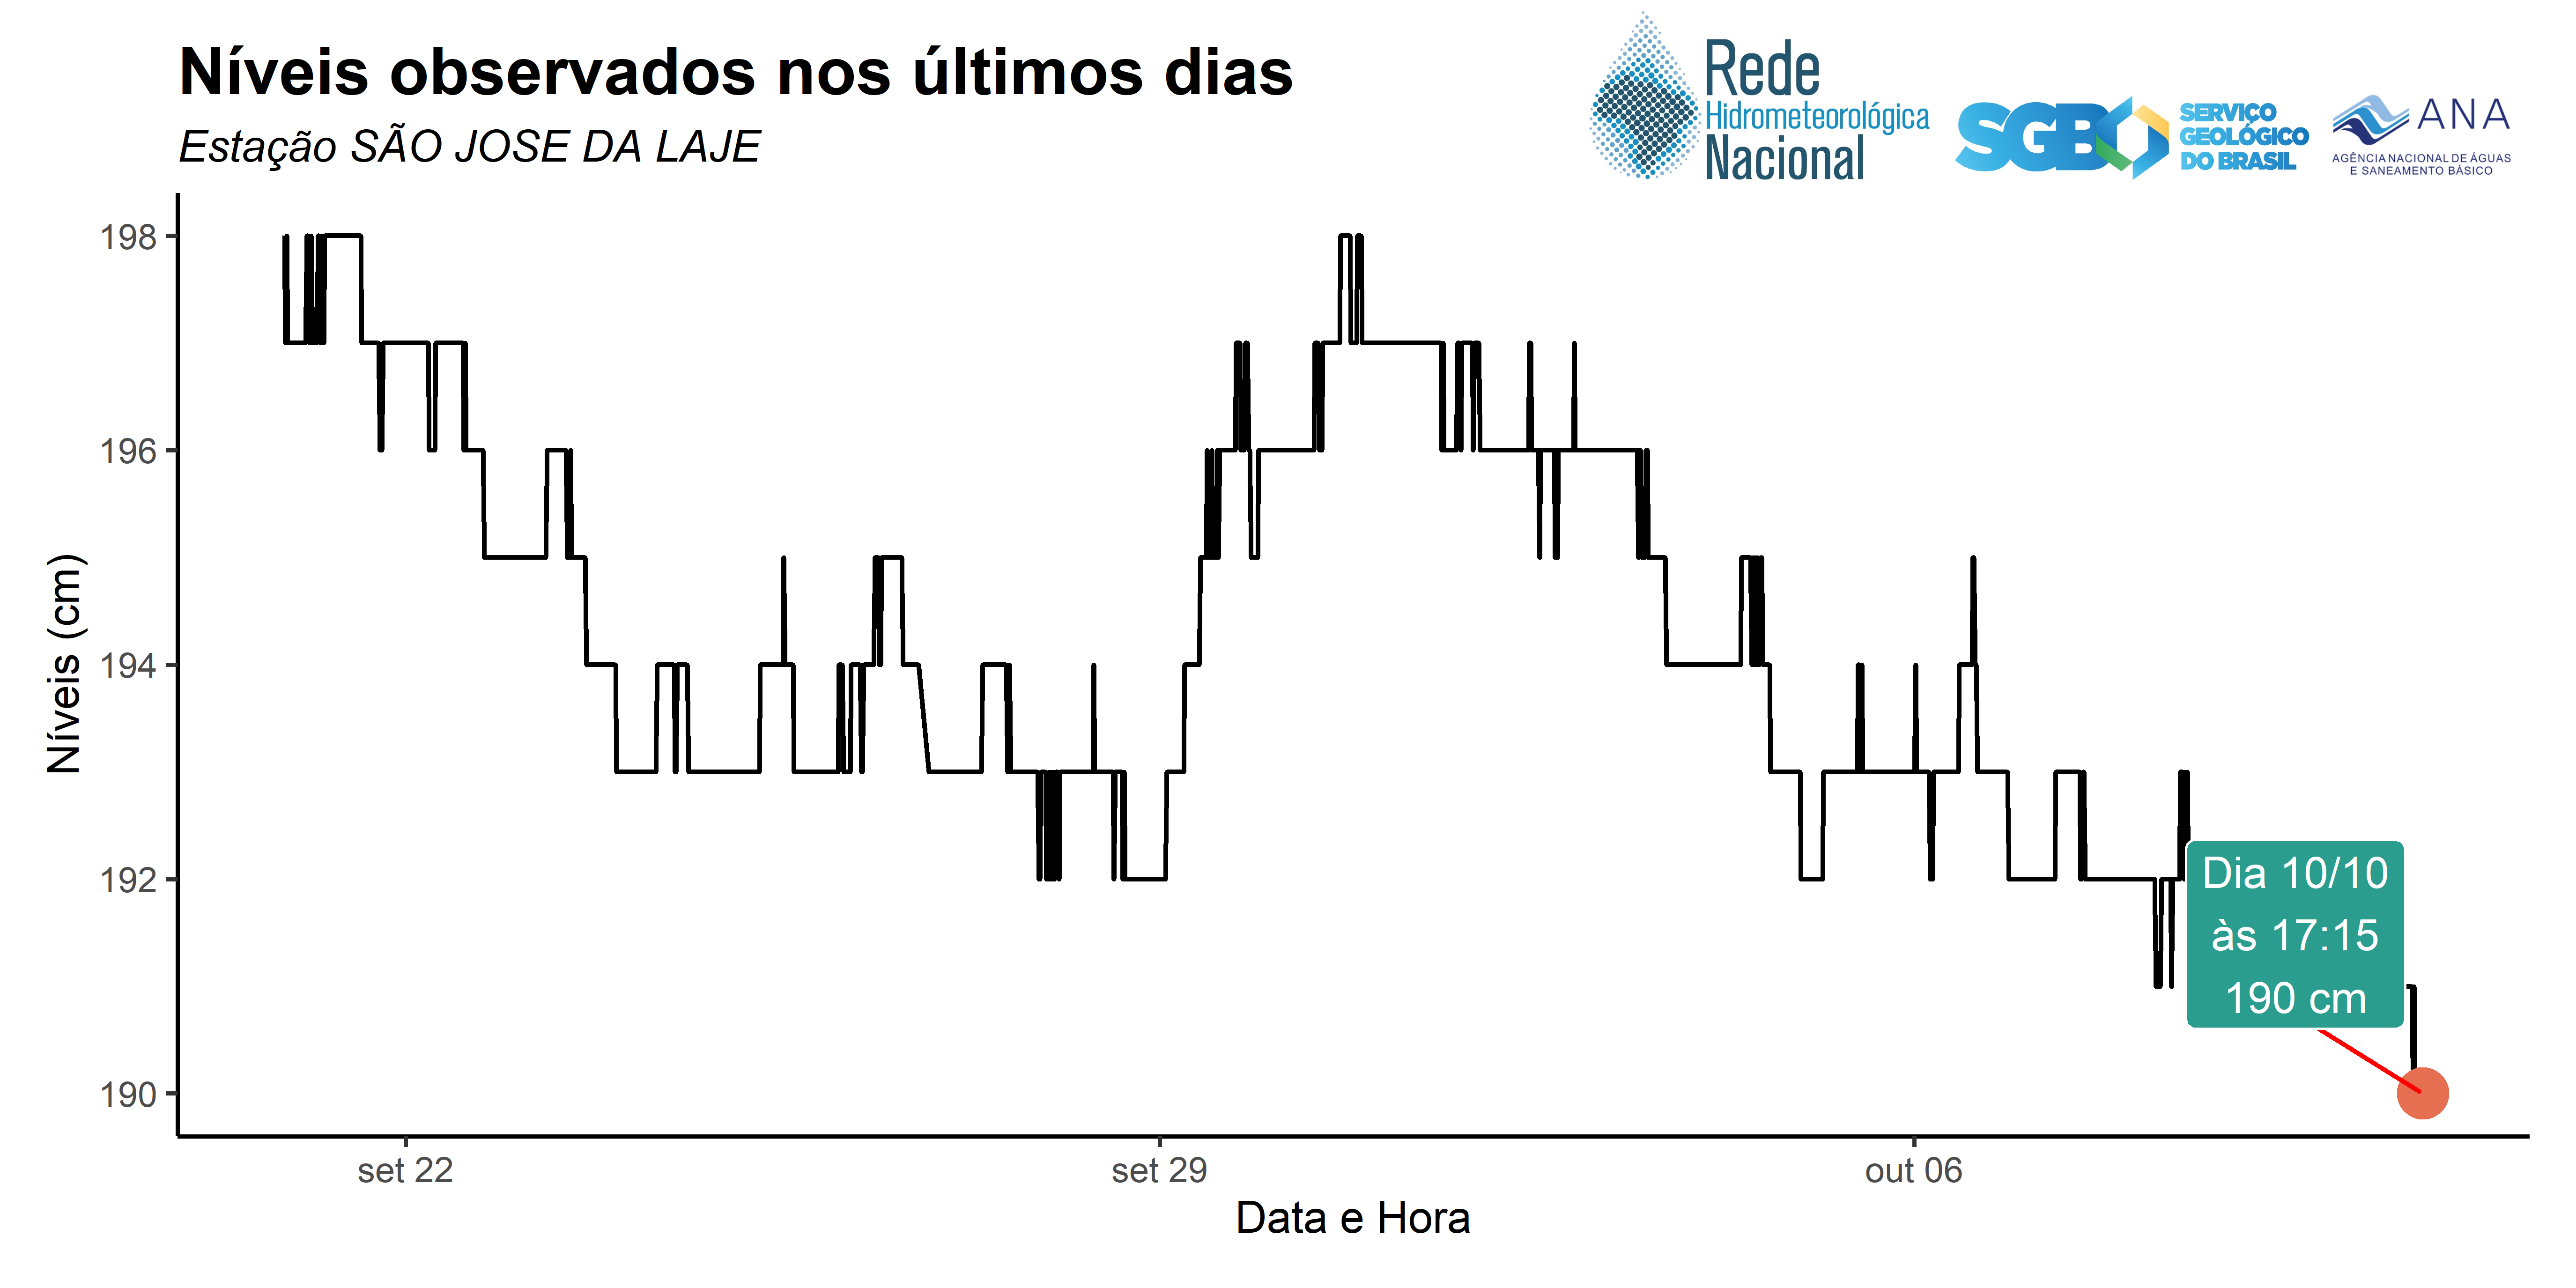 Níveis observados nos últimos dias
Estação SÃO JOSE DA LAJE
Rede
Hidrometeorológica
Nacional
SGB
SERVIÇO
GEOLÓGICO
DO BRASIL
ANA
AGÊNCIA NACIONAL DE ÁGUAS
E SANEAMENTO BÁSICO
Níveis (cm)
198
196
194
192
190
Dia 10/10
às 17:15
190 cm
set 22
set 29
out 06
Data e Hora